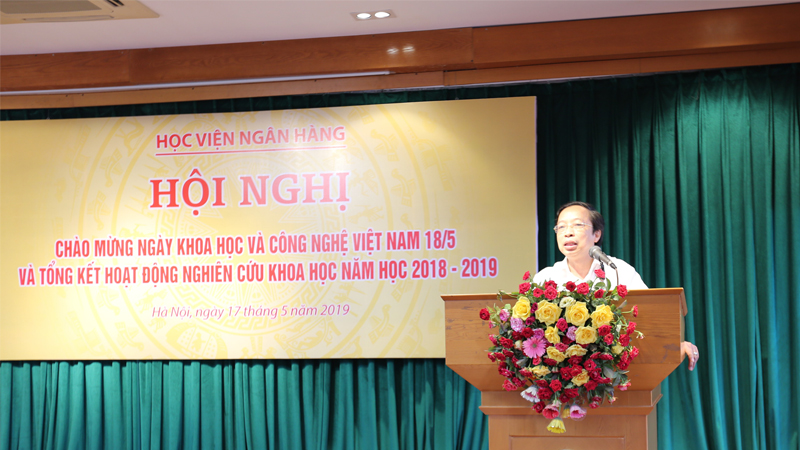 HỌC VIỆN NGÂN HÀNG
HỘI NGHỊ
CHÀO MỪNG NGÀY KHOA HỌC VÀ CÔNG NGHỆ VIỆT NAM 18/5
VÀ TỔNG KẾT HOẠT ĐỘNG NGHIÊN CỨU KHOA HỌC NĂM HỌC 2018 - 2019
Hà Nội, ngày 17 tháng 5 năm 2019